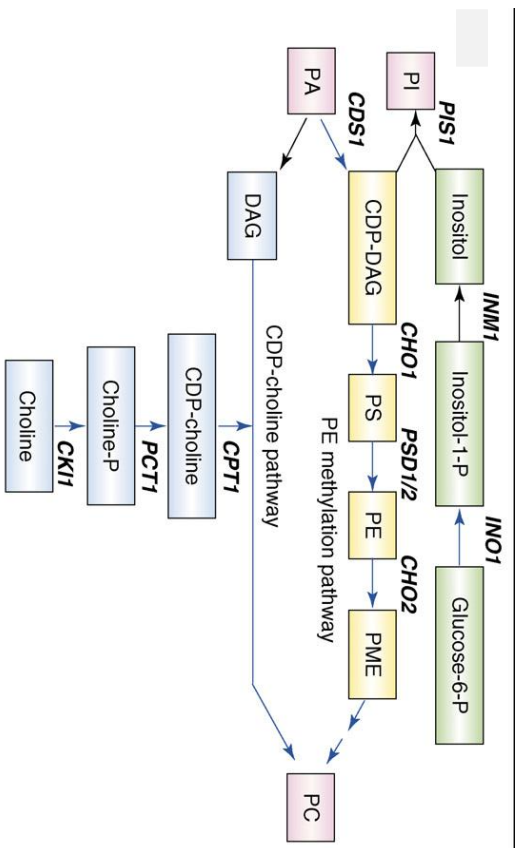 Glucose-6-P
INO1
Inositol-1-P
INM1
Inositol
PIS1
PI
PA
CDS1
CDP-DAG
CHO1
PS
PSD1/2
PE
CHO2
PME
PE methylation pathway
DAG
CDP-choline pathway
PC
CPT1
CDP-choline
PCT1
Choline-P
CKI1
Choline